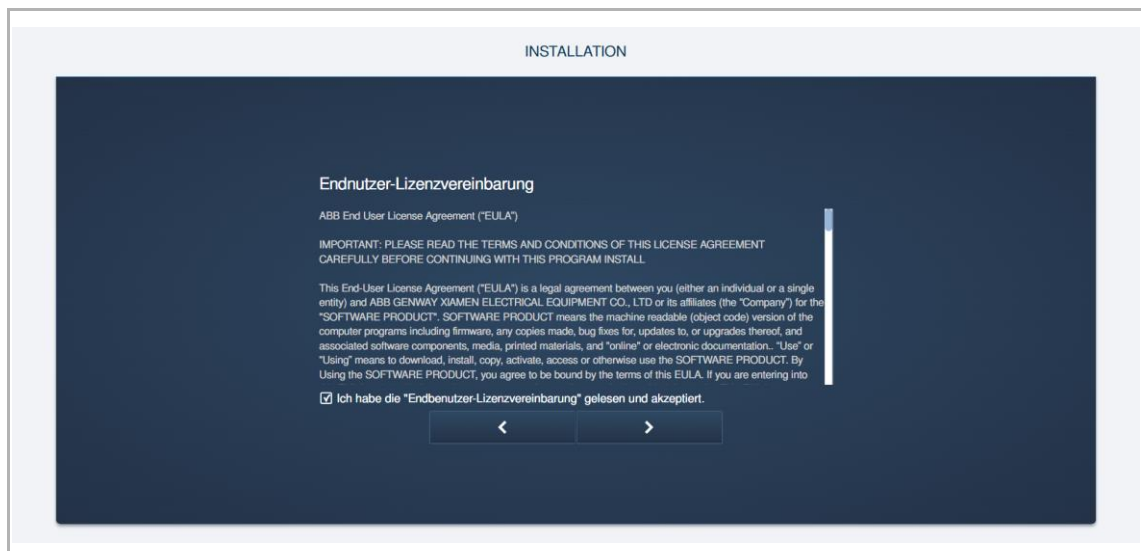 INSTALLATION
Endnutzer-Lizenzvereinbarung
ABB End User License Agreement ("EULA")
IMPORTANT: PLEASE READ THE TERMS AND CONDITIONS OF THIS LICENSE AGREEMENT
CAREFULLY BEFORE CONTINUING WITH THIS PROGRAM INSTALL
This End-User License Agreement ("EULA") is a legal agreement between you (either an individual or a single
entity) and ABB GENWAY XIAMEN ELECTRICAL EQUIPMENT CO., LTD or its affiliates (the "Company") for the
"SOFTWARE PRODUCT". SOFTWARE PRODUCT means the machine readable (object code) version of the
computer programs including firmware, any copies made, bug fixes for, updates to, or upgrades thereof, and
associated software components, media, printed materials, and "online" or electronic documentation.. "Use" or
"Using" means to download, install, copy, activate, access or otherwise use the SOFTWARE PRODUCT. By
Using the SOFTWARE PRODUCT, you agree to be bound by the terms of this EULA. If you are entering into
Ich habe die "Endbenutzer-Lizenzvereinbarung" gelesen und akzeptiert.